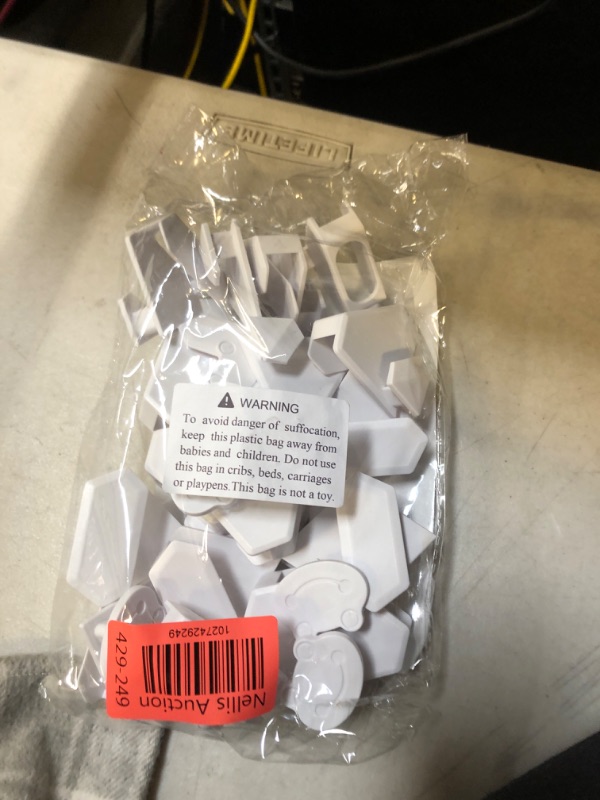 LIFETIME
WARNING
To avoid danger of suffocation,
keep this plastic bag away from
babies and children. Do not use
this bag in cribs, beds, carriages
or playpens.This bag is not a toy.
Nellis Auction
1027429249
429-249